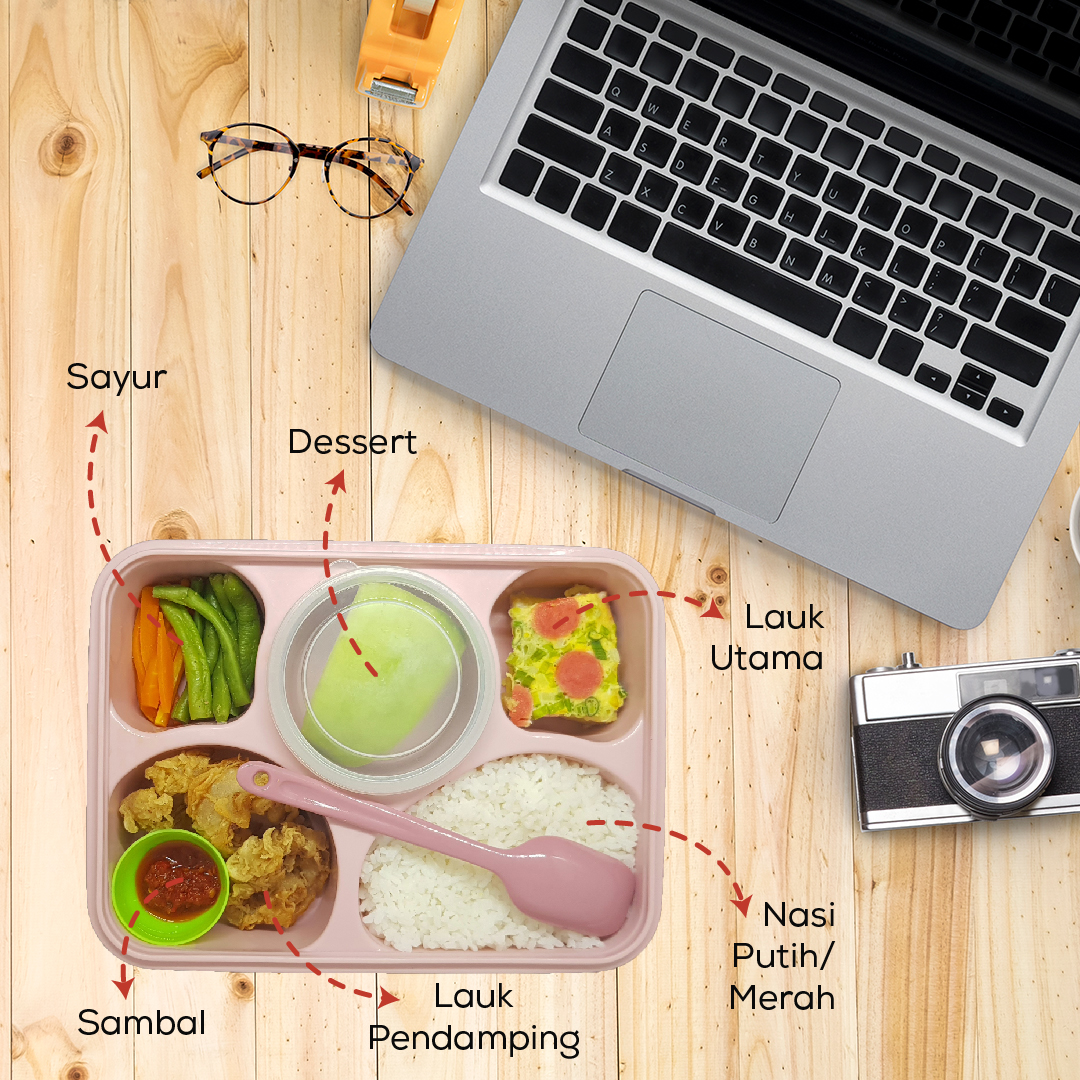 Q W E R T Y U I O P
A S D F G H J K L
Z X C V B N M
Sayur
Dessert
Lauk
Utama
Nasi
Putih/
Merah
Sambal
Lauk
Pendamping